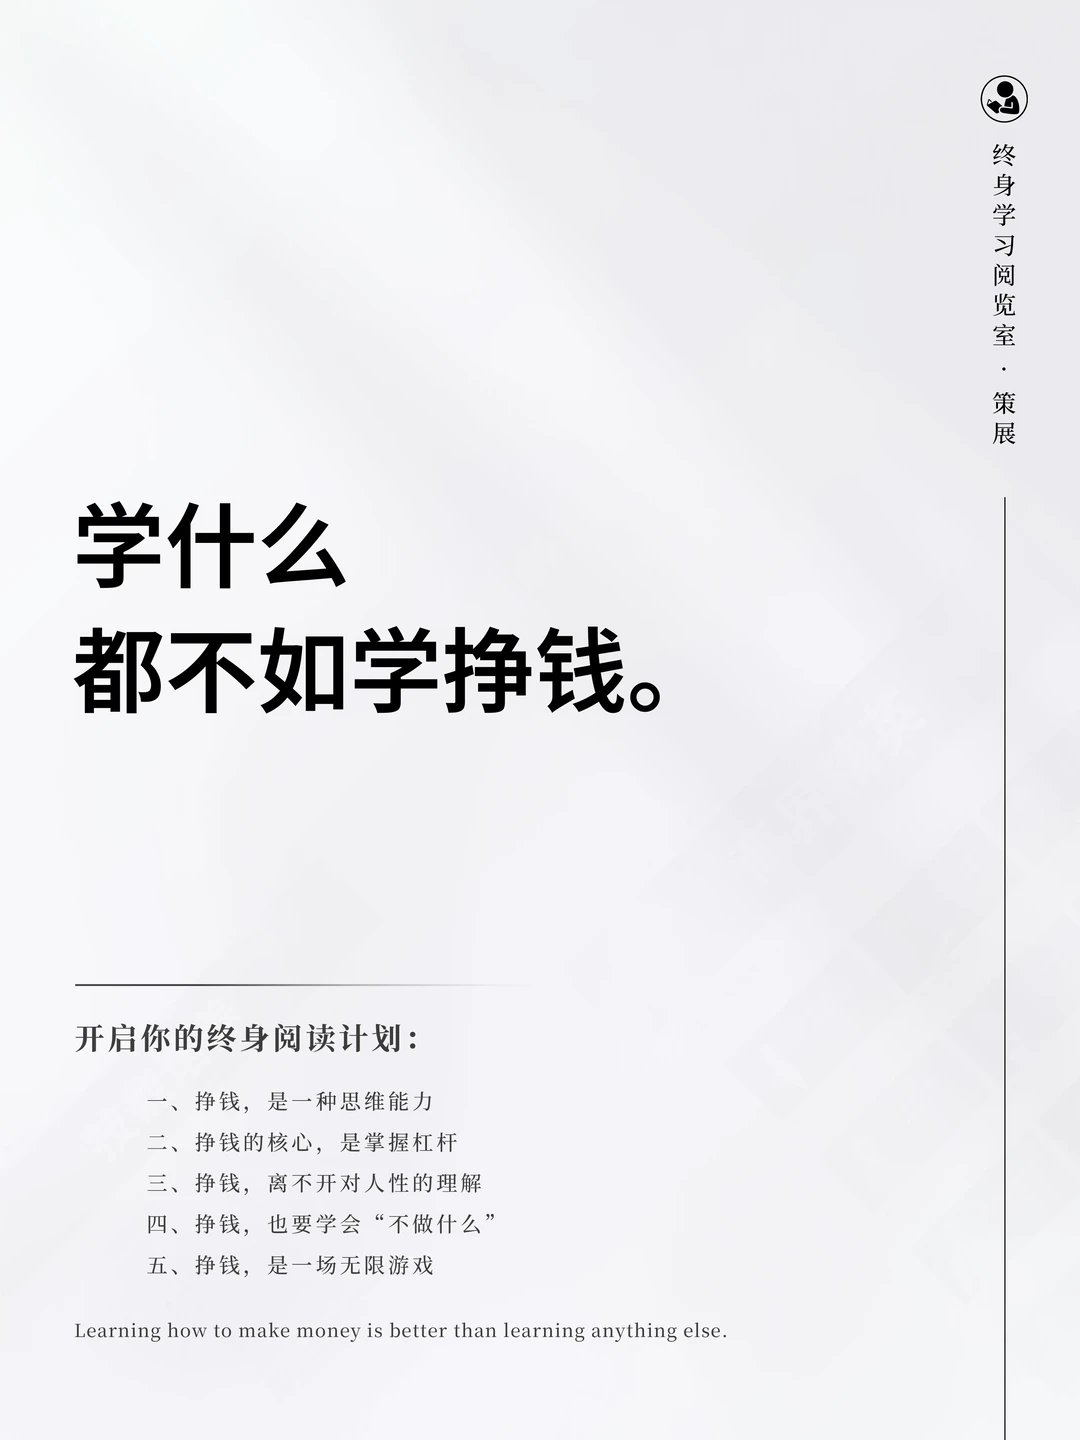 终身学习阅览室·策展
学什么
都不如学挣钱。
开启你的终身阅读计划：
一、挣钱，是一种思维能力
二、挣钱的核心，是掌握杠杆
三、挣钱，离不开对人性的理解
四、挣钱，也要学会“不做什么”
五、挣钱，是一场无限游戏
Learning how to make money is better than learning anything else.